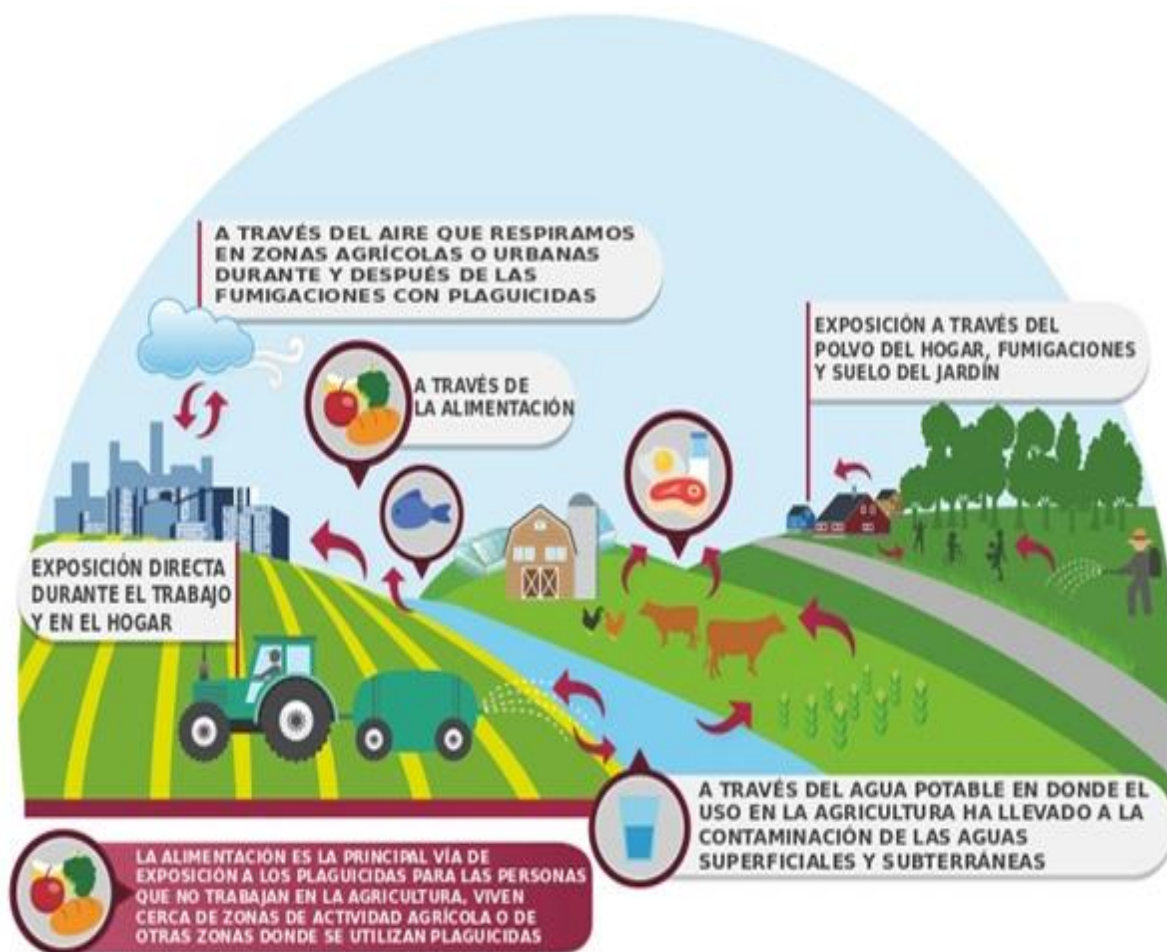 A TRAVÉS DEL AIRE QUE RESPIRAMOS
EN ZONAS AGRÍCOLAS O URBANAS
DURANTE Y DESPUÉS DE LAS
FUMIGACIONES CON PLAGUICIDAS
EXPOSICIÓN A TRAVÉS DEL
POLVO DEL HOGAR, FUMIGACIONES
Y SUELO DEL JARDÍN
A TRAVÉS DE
LA ALIMENTACIÓN
EXPOSICIÓN DIRECTA
DURANTE EL TRABAJO
Y EN EL HOGAR
A TRAVÉS DEL AGUA POTABLE EN DONDE EL
USO EN LA AGRICULTURA HA LLEVADO A LA
CONTAMINACIÓN DE LAS AGUAS
SUPERFICIALES Y SUBTERRÁNEAS
LA ALIMENTACIÓN ES LA PRINCIPAL VÍA DE
EXPOSICIÓN A LOS PLAGUICIDAS PARA LAS PERSONAS
QUE NO TRABAJAN EN LA AGRICULTURA, VIVEN
CERCA DE ZONAS DE ACTIVIDAD AGRÍCOLA O DE
OTRAS ZONAS DONDE SE UTILIZAN PLAGUICIDAS